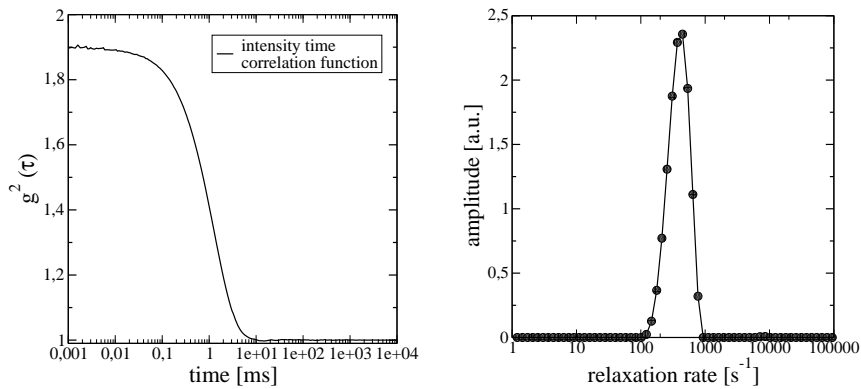 intensity time
correlation function
2
1,8
1,6
1,4
1,2
1
g² (τ)
0,001 0,01 0,1 1 1e+01 1e+02 1e+03 1e+04
time [ms]
2,5
2
1,5
1
0,5
0
amplitude [a.u.]
1 10 100 1000 10000 100000
relaxation rate [s⁻¹]